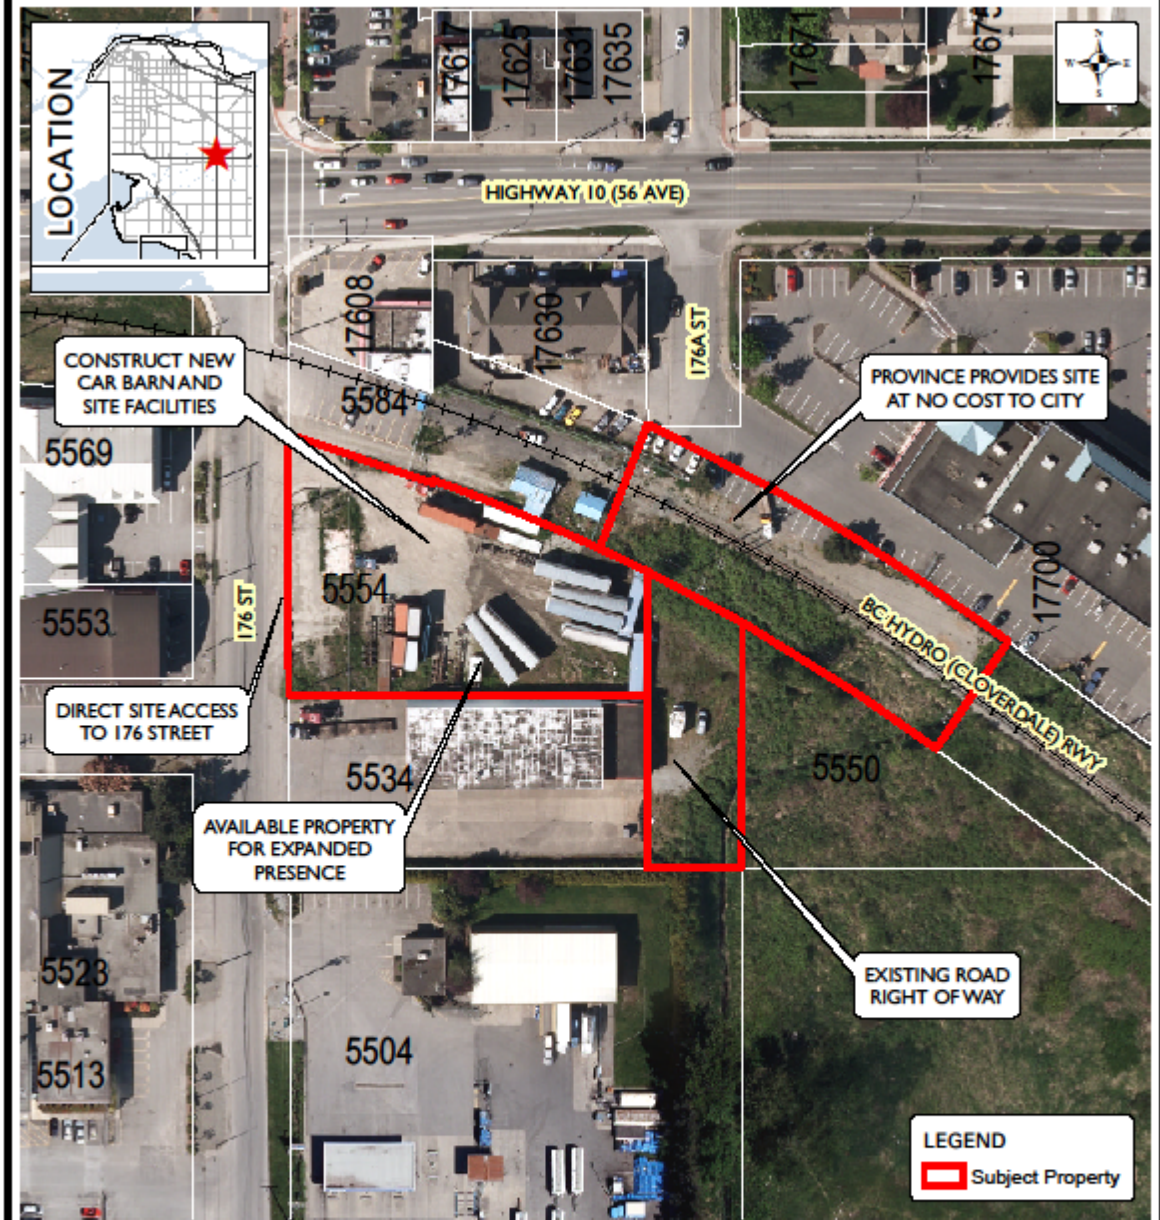 LOCATION
17617
17625
17631
17635
17671
N
W
E
S
HIGHWAY 10 (56 AVE)
17608
17630
176A ST
CONSTRUCT NEW
CAR BARN AND
SITE FACILITIES
5584
PROVINCE PROVIDES SITE
AT NO COST TO CITY
5569
176 ST
5554
5553
17700
BC HYDRO (CLOVERDALE) RWY
DIRECT SITE ACCESS
TO 176 STREET
5534
5550
AVAILABLE PROPERTY
FOR EXPANDED
PRESENCE
5523
EXISTING ROAD
RIGHT OF WAY
5504
5513
LEGEND
Subject Property